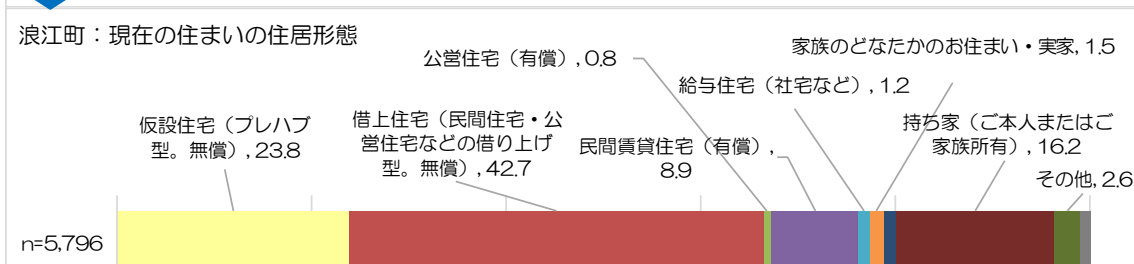 浪江町：現在の住まいの住居形態
公営住宅（有償）, 0.8
家族のどなたかのお住まい・実家, 1.5
給与住宅（社宅など）, 1.2
仮設住宅（プレハブ
型。無償）, 23.8
借上住宅（民間住宅・公
営住宅などの借り上げ
型。無償）, 42.7
民間賃貸住宅（有償）,
8.9
持ち家（ご本人またはご
家族所有）, 16.2
その他, 2.6
n=5,796